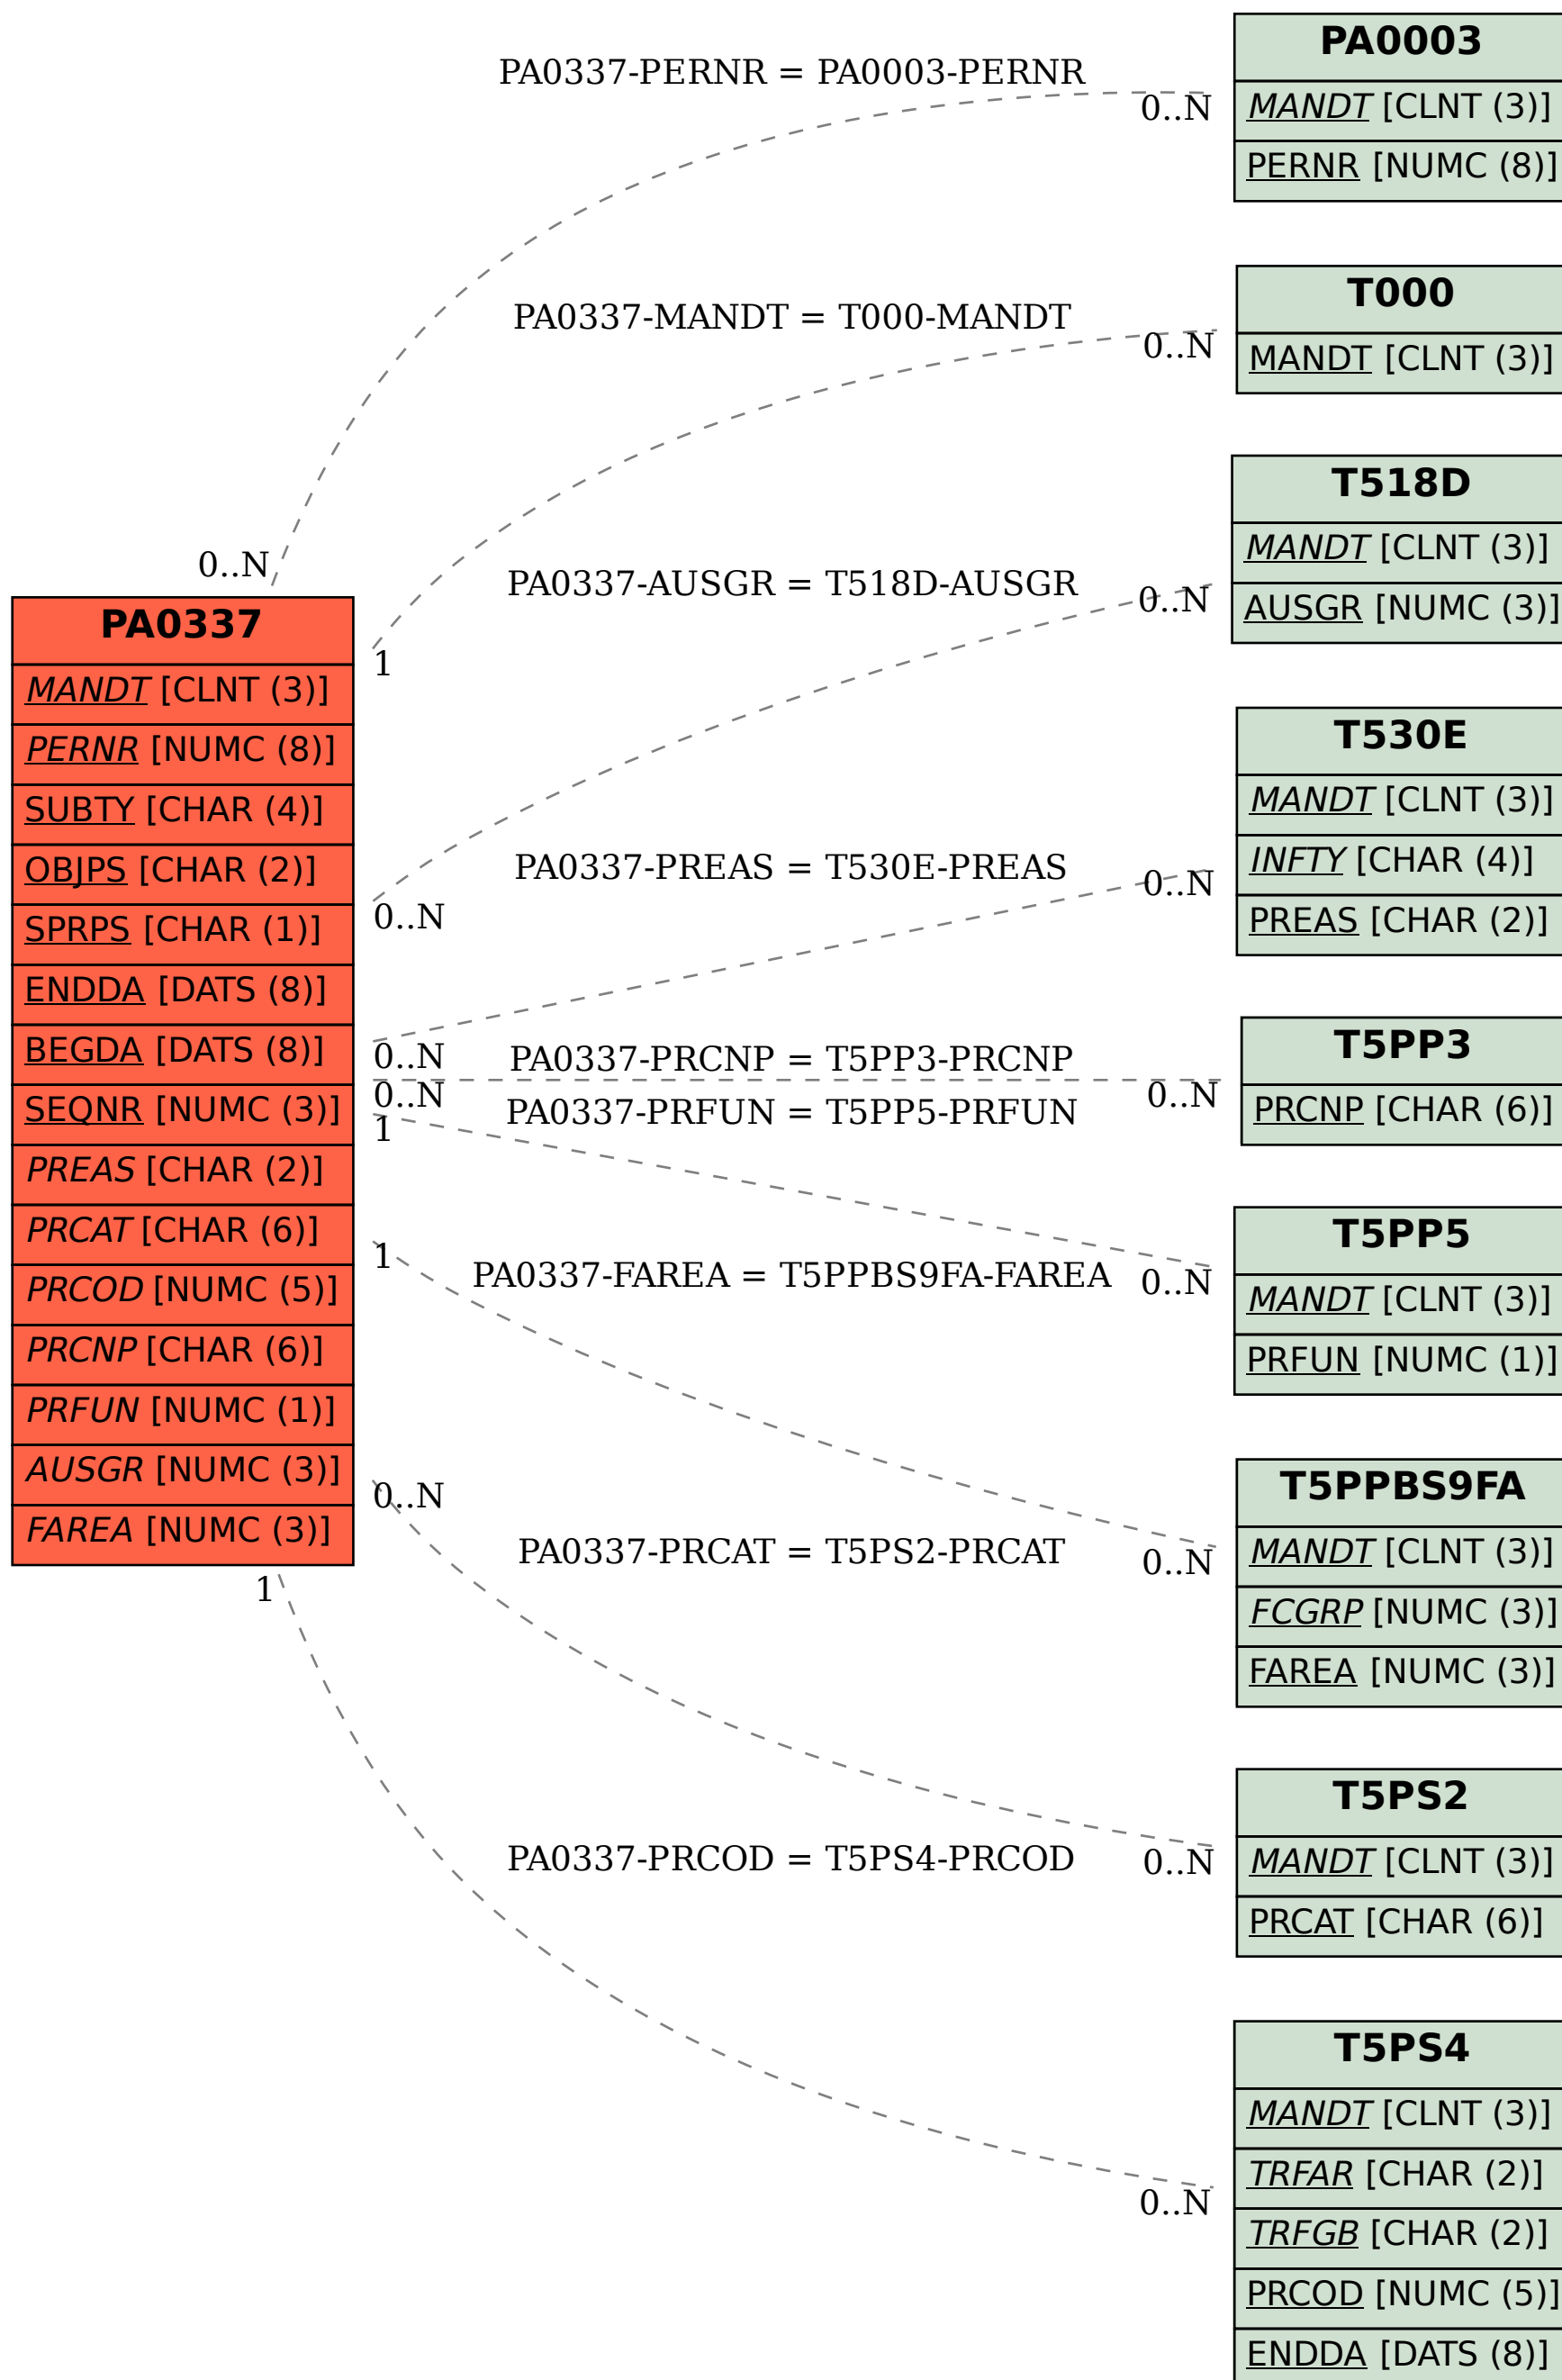 PA0003
MANDT [CLNT (3)]
PERNR [NUMC (8)]
PA0337-PERNR = PA0003-PERNR
0..N
0..N
T000
MANDT [CLNT (3)]
PA0337-MANDT = T000-MANDT
0..N
1
T518D
MANDT [CLNT (3)]
AUSGR [NUMC (3)]
PA0337-AUSGR = T518D-AUSGR
0..N
0..N
PA0337
MANDT [CLNT (3)]
PERNR [NUMC (8)]
SUBTY [CHAR (4)]
OBJPS [CHAR (2)]
SPRPS [CHAR (1)]
ENDDA [DATS (8)]
BEGDA [DATS (8)]
SEQNR [NUMC (3)]
PREAS [CHAR (2)]
PRCAT [CHAR (6)]
PRCOD [NUMC (5)]
PRCNP [CHAR (6)]
PRFUN [NUMC (1)]
AUSGR [NUMC (3)]
FAREA [NUMC (3)]
T530E
MANDT [CLNT (3)]
INFTY [CHAR (4)]
PREAS [CHAR (2)]
PA0337-PREAS = T530E-PREAS
0..N
0..N
T5PP3
PRCNP [CHAR (6)]
PA0337-PRCNP = T5PP3-PRCNP
0..N
0..N
PA0337-PRFUN = T5PP5-PRFUN
1
0..N
T5PP5
MANDT [CLNT (3)]
PRFUN [NUMC (1)]
PA0337-FAREA = T5PPBS9FA-FAREA
1
0..N
T5PPBS9FA
MANDT [CLNT (3)]
FCGRP [NUMC (3)]
FAREA [NUMC (3)]
PA0337-PRCAT = T5PS2-PRCAT
0..N
0..N
T5PS2
MANDT [CLNT (3)]
PRCAT [CHAR (6)]
PA0337-PRCOD = T5PS4-PRCOD
1
0..N
T5PS4
MANDT [CLNT (3)]
TRFAR [CHAR (2)]
TRFGB [CHAR (2)]
PRCOD [NUMC (5)]
ENDDA [DATS (8)]